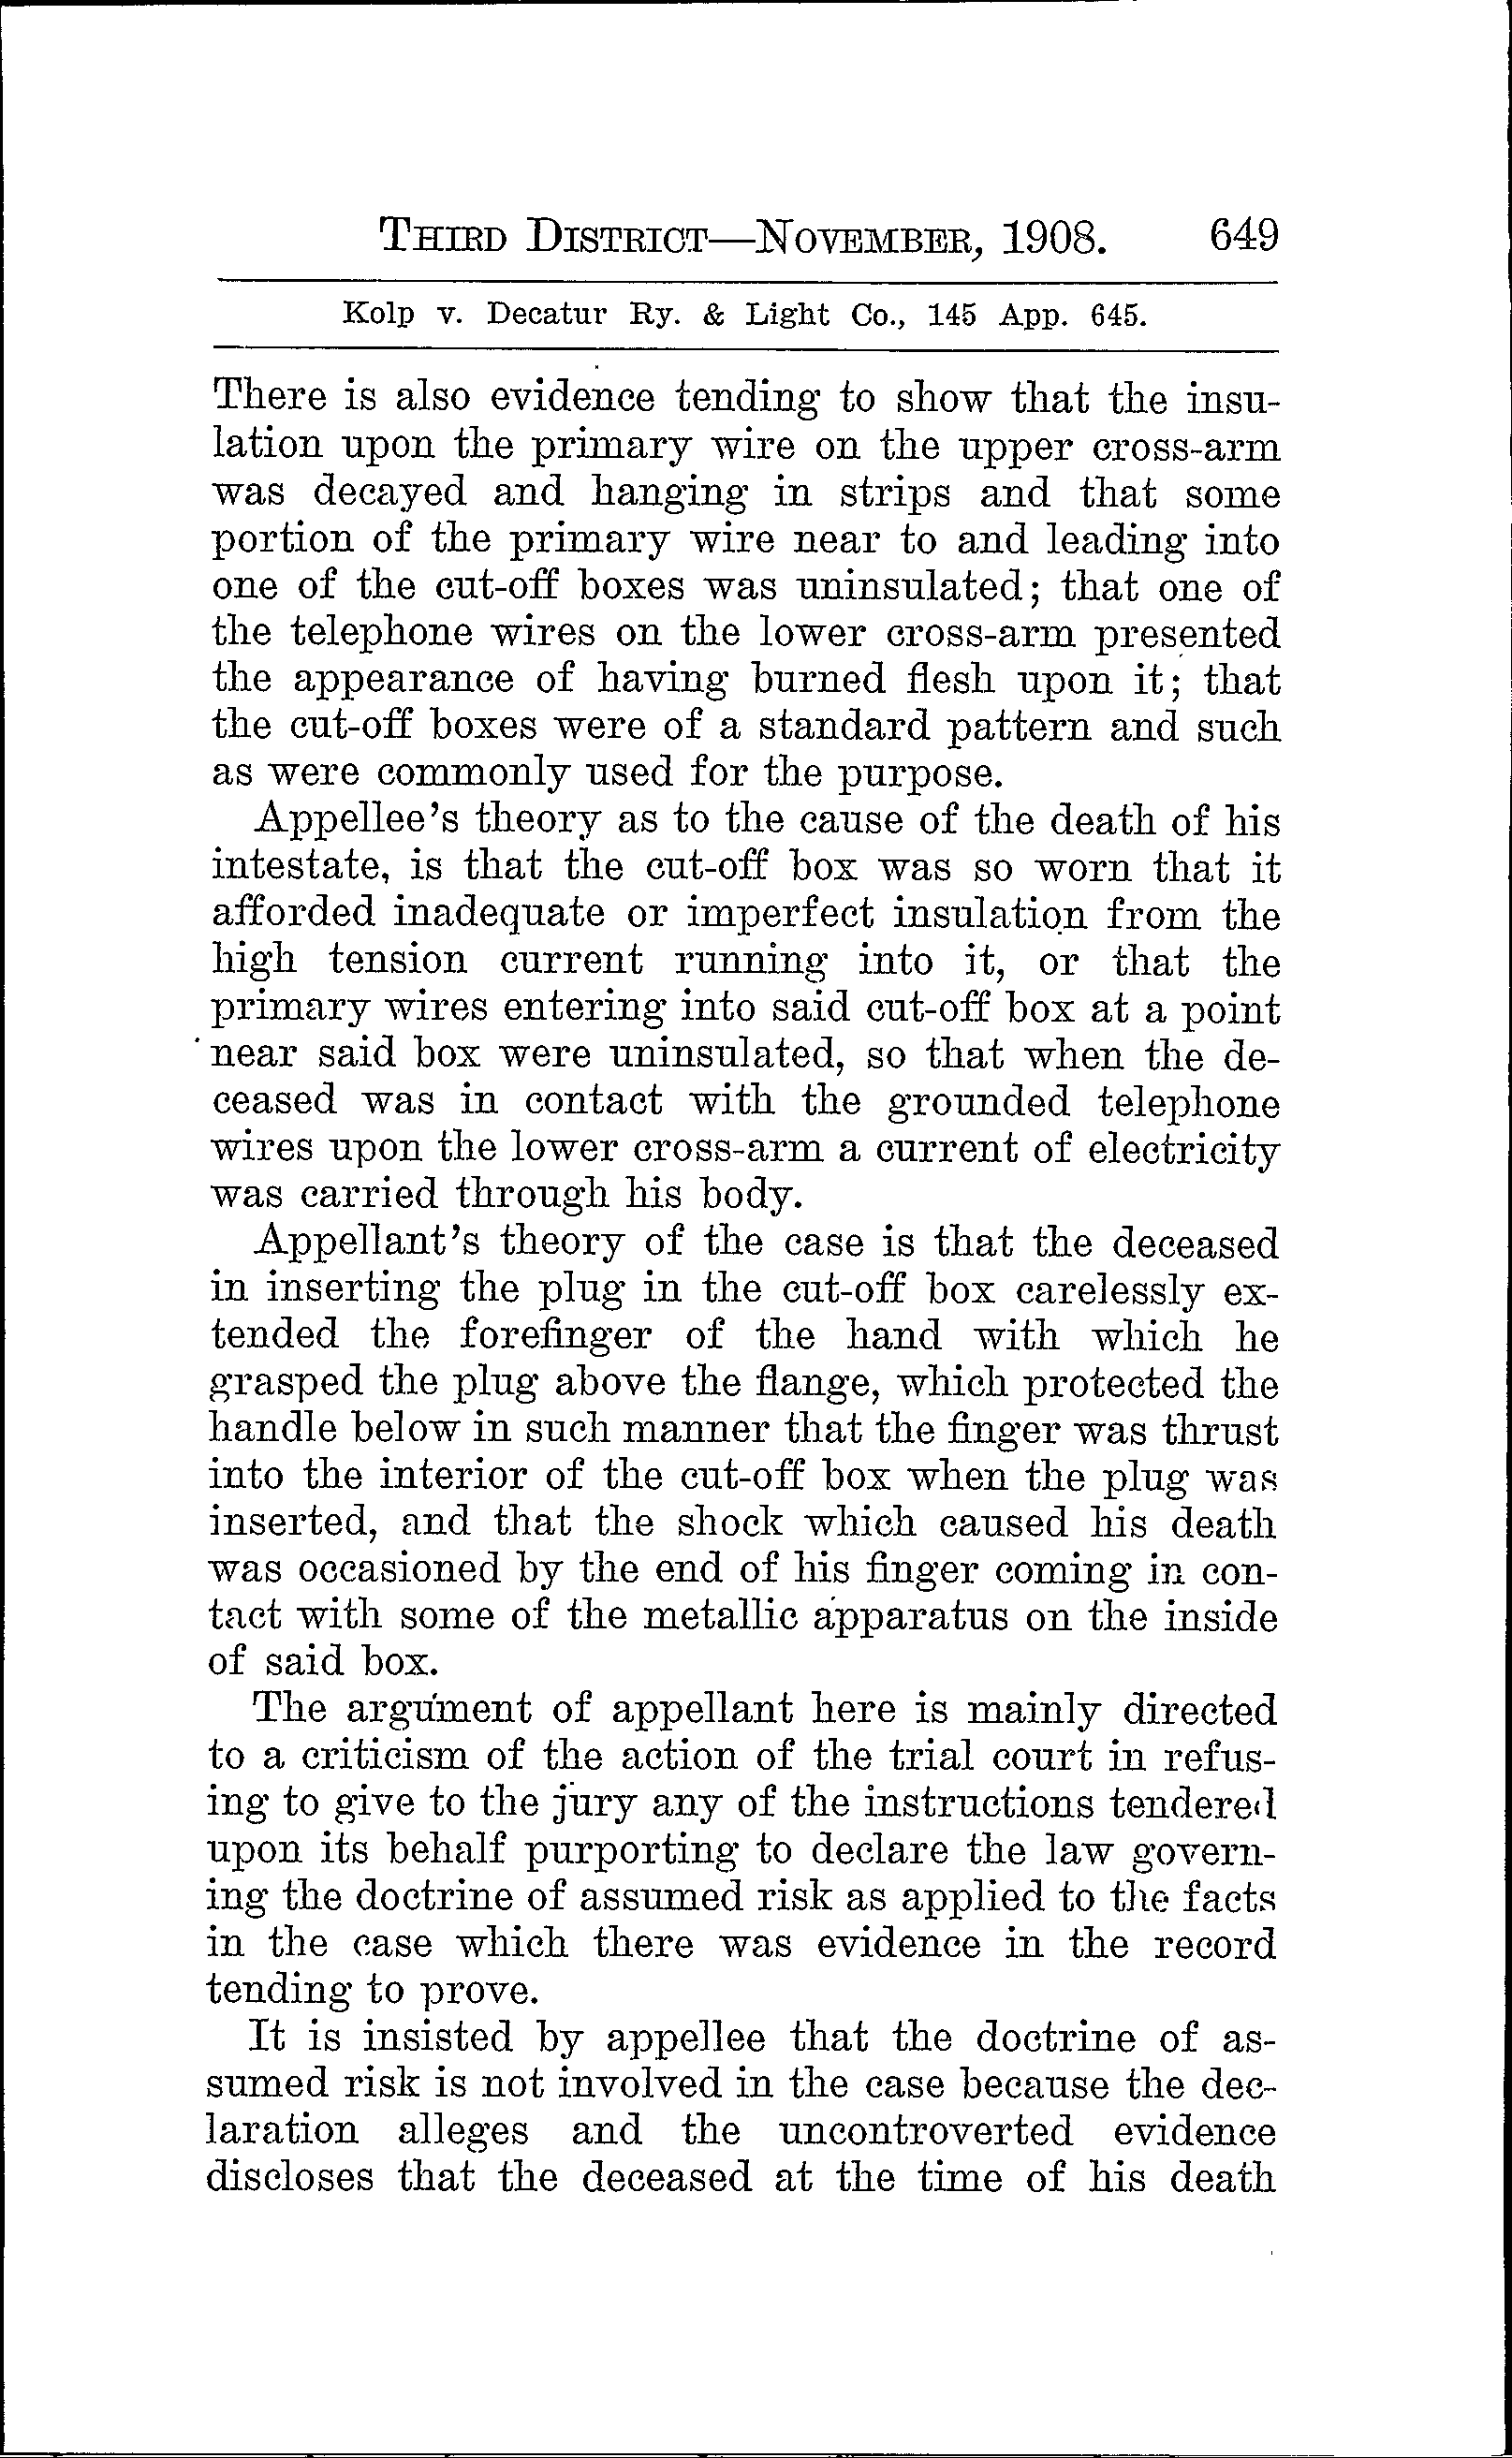 THIRD DISTRICT—NOVEMBER, 1908. 649
Kolp v. Decatur Ry. & Light Co., 145 App. 645.
There is also evidence tending to show that the insu-
lation upon the primary wire on the upper cross-arm
was decayed and hanging in strips and that some
portion of the primary wire near to and leading into
one of the cut-off boxes was uninsulated; that one of
the telephone wires on the lower cross-arm presented
the appearance of having burned flesh upon it; that
the cut-off boxes were of a standard pattern and such
as were commonly used for the purpose.
Appellee's theory as to the cause of the death of his
intestate, is that the cut-off box was so worn that it
afforded inadequate or imperfect insulation from the
high tension current running into it, or that the
primary wires entering into said cut-off box at a point
near said box were uninsulated, so that when the de-
ceased was in contact with the grounded telephone
wires upon the lower cross-arm a current of electricity
was carried through his body.
Appellant's theory of the case is that the deceased
in inserting the plug in the cut-off box carelessly ex-
tended the forefinger of the hand with which he
grasped the plug above the flange, which protected the
handle below in such manner that the finger was thrust
into the interior of the cut-off box when the plug was
inserted, and that the shock which caused his death
was occasioned by the end of his finger coming in con-
tact with some of the metallic apparatus on the inside
of said box.
The argument of appellant here is mainly directed
to a criticism of the action of the trial court in refus-
ing to give to the jury any of the instructions tendered
upon its behalf purporting to declare the law govern-
ing the doctrine of assumed risk as applied to the facts
in the case which there was evidence in the record
tending to prove.
It is insisted by appellee that the doctrine of as-
sumed risk is not involved in the case because the dec-
laration alleges and the uncontroverted evidence
discloses that the deceased at the time of his death